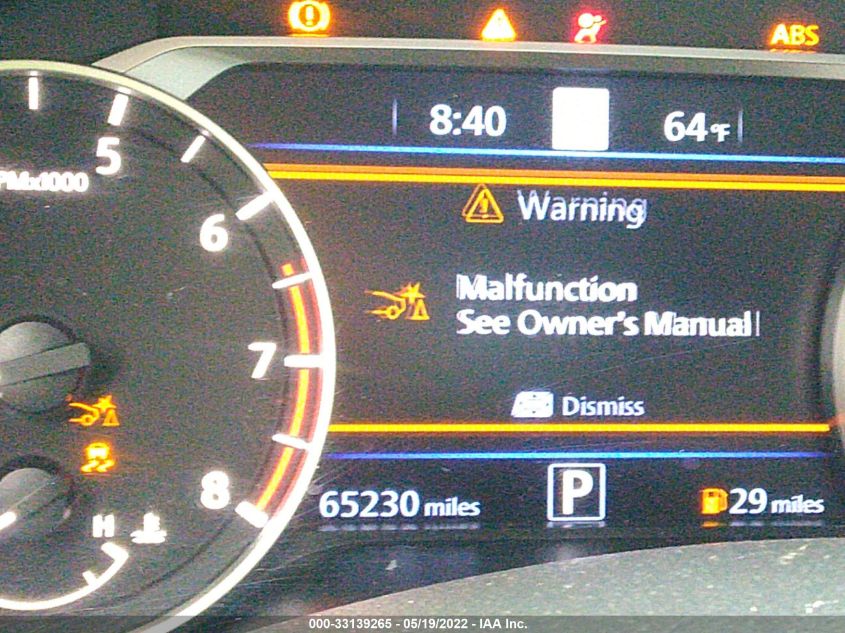 ABS
8:40 64°F
5
PMx1000
Warning
6
Malfunction
See Owner's Manual
7
Dismiss
8
65230 miles P 29 miles
H
000-33139265 - 05/19/2022 - IAA Inc.